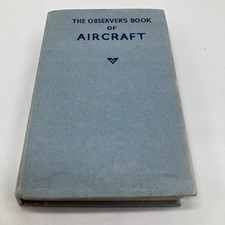 THE OBSERVER'S BOOK
OF
AIRCRAFT